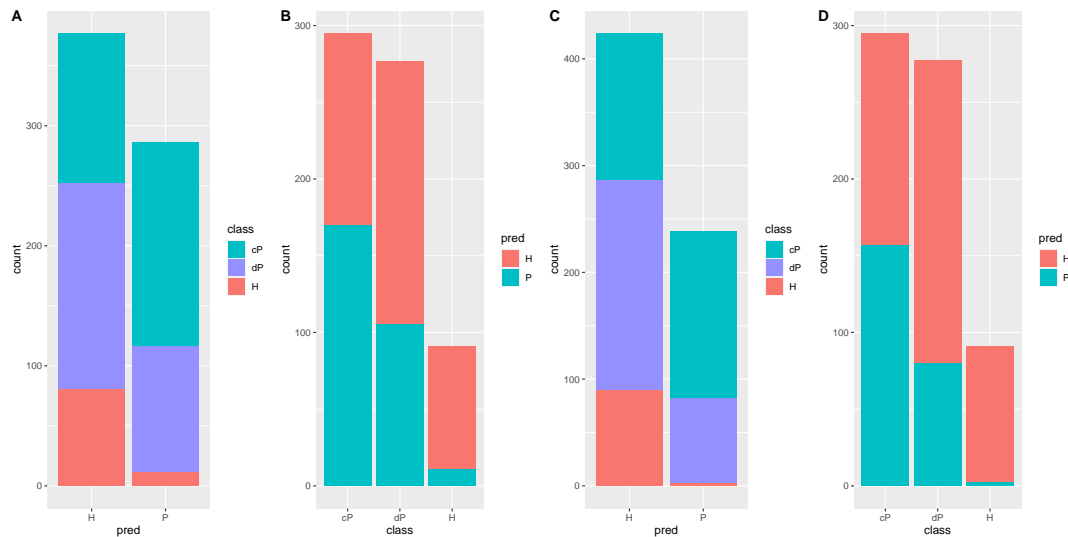 A
count
300
200
100
0
H P
pred
class
cP
dP
H
B
count
300
200
100
0
cP dP H
class
pred
H
P
C
count
400
300
200
100
0
H P
pred
class
cP
dP
H
D
count
300
200
100
0
cP dP H
class
pred
H
P